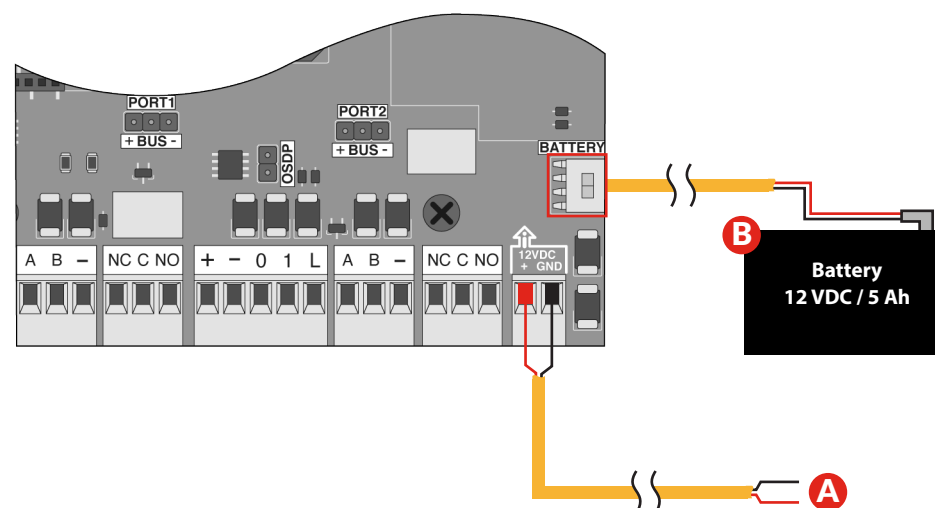 PORT1
+ BUS -
PORT2
+ BUS -
OSDP
BATTERY
A B - NC C NO + - 0 1 L A B - NC C NO
12VDC
+ GND
B
Battery
12 VDC / 5 Ah
A